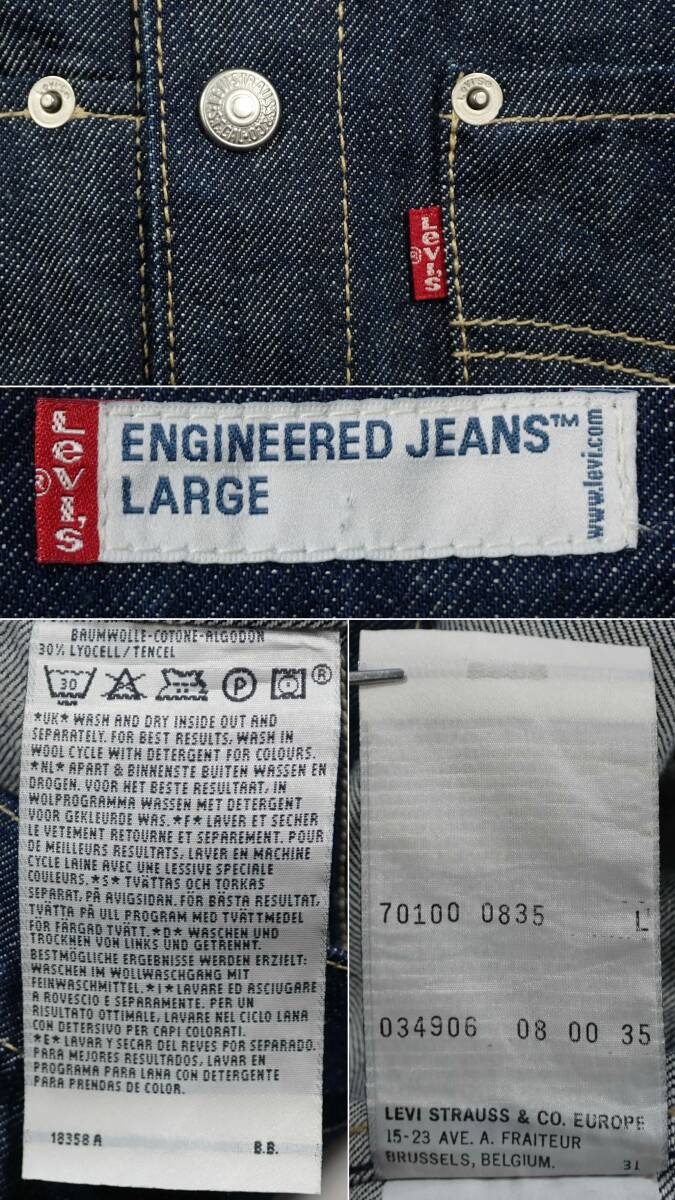 LEVI STRAUSS
LEVI'S
LEVI'S
Levi's ®
Levi's ®
ENGINEERED JEANS™
LARGE
www.levi.com
BAUMWOLLE-COTONE-ALGODON
30% LYOCELL/TENCEL
30
P
®
*UK* WASH AND DRY INSIDE OUT AND
SEPARATELY. FOR BEST RESULTS, WASH IN
WOOL CYCLE WITH DETERGENT FOR COLOURS.
*NL* APART & BINNENSTE BUITEN WASSEN EN
DROGEN. VOOR HET BESTE RESULTAAT, IN
WOLPROGRAMMA WASSEN MET DETERGENT
VOOR GEKLEURDE WAS. *F* LAVER ET SECHER
LE VETEMENT RETOURNE ET SEPAREMENT. POUR
DE MEILLEURS RESULTATS, LAVER EN MACHINE
CYCLE LAINE AVEC UNE LESSIVE SPECIALE
COULEURS. *S* TVÄTTAS OCH TORKAS
SEPARAT, PÅ AVIGSIDAN. FÖR BÄSTA RESULTAT,
TVÄTTA PÅ ULL PROGRAM MED TVÄTTMEDEL
FÖR FÄRGAD TVÄTT. *D* WASCHEN UND
TROCKNEN VON LINKS UND GETRENNT.
BESTMÖGLICHE ERGEBNISSE WERDEN ERZIELT:
WASCHEN IM WOLLWASCHGANG MIT
FEINWASCHMITTEL. *I* LAVARE ED ASCIUGARE
A ROVESCIO E SEPARAMENTE. PER UN
RISULTATO OTTIMALE, LAVARE NEL CICLO LANA
CON DETERSIVO PER CAPI COLORATI.
*E* LAVAR Y SECAR DEL REVES POR SEPARADO.
PARA MEJORES RESULTADOS, LAVAR EN
PROGRAMA PARA LANA CON DETERGENTE
PARA PRENDAS DE COLOR.
18358A B.B.
70100 0835 L
034906 08 00 35
LEVI STRAUSS & CO. EUROPE
15-23 AVE. A. FRAITEUR
BRUSSELS, BELGIUM. 31